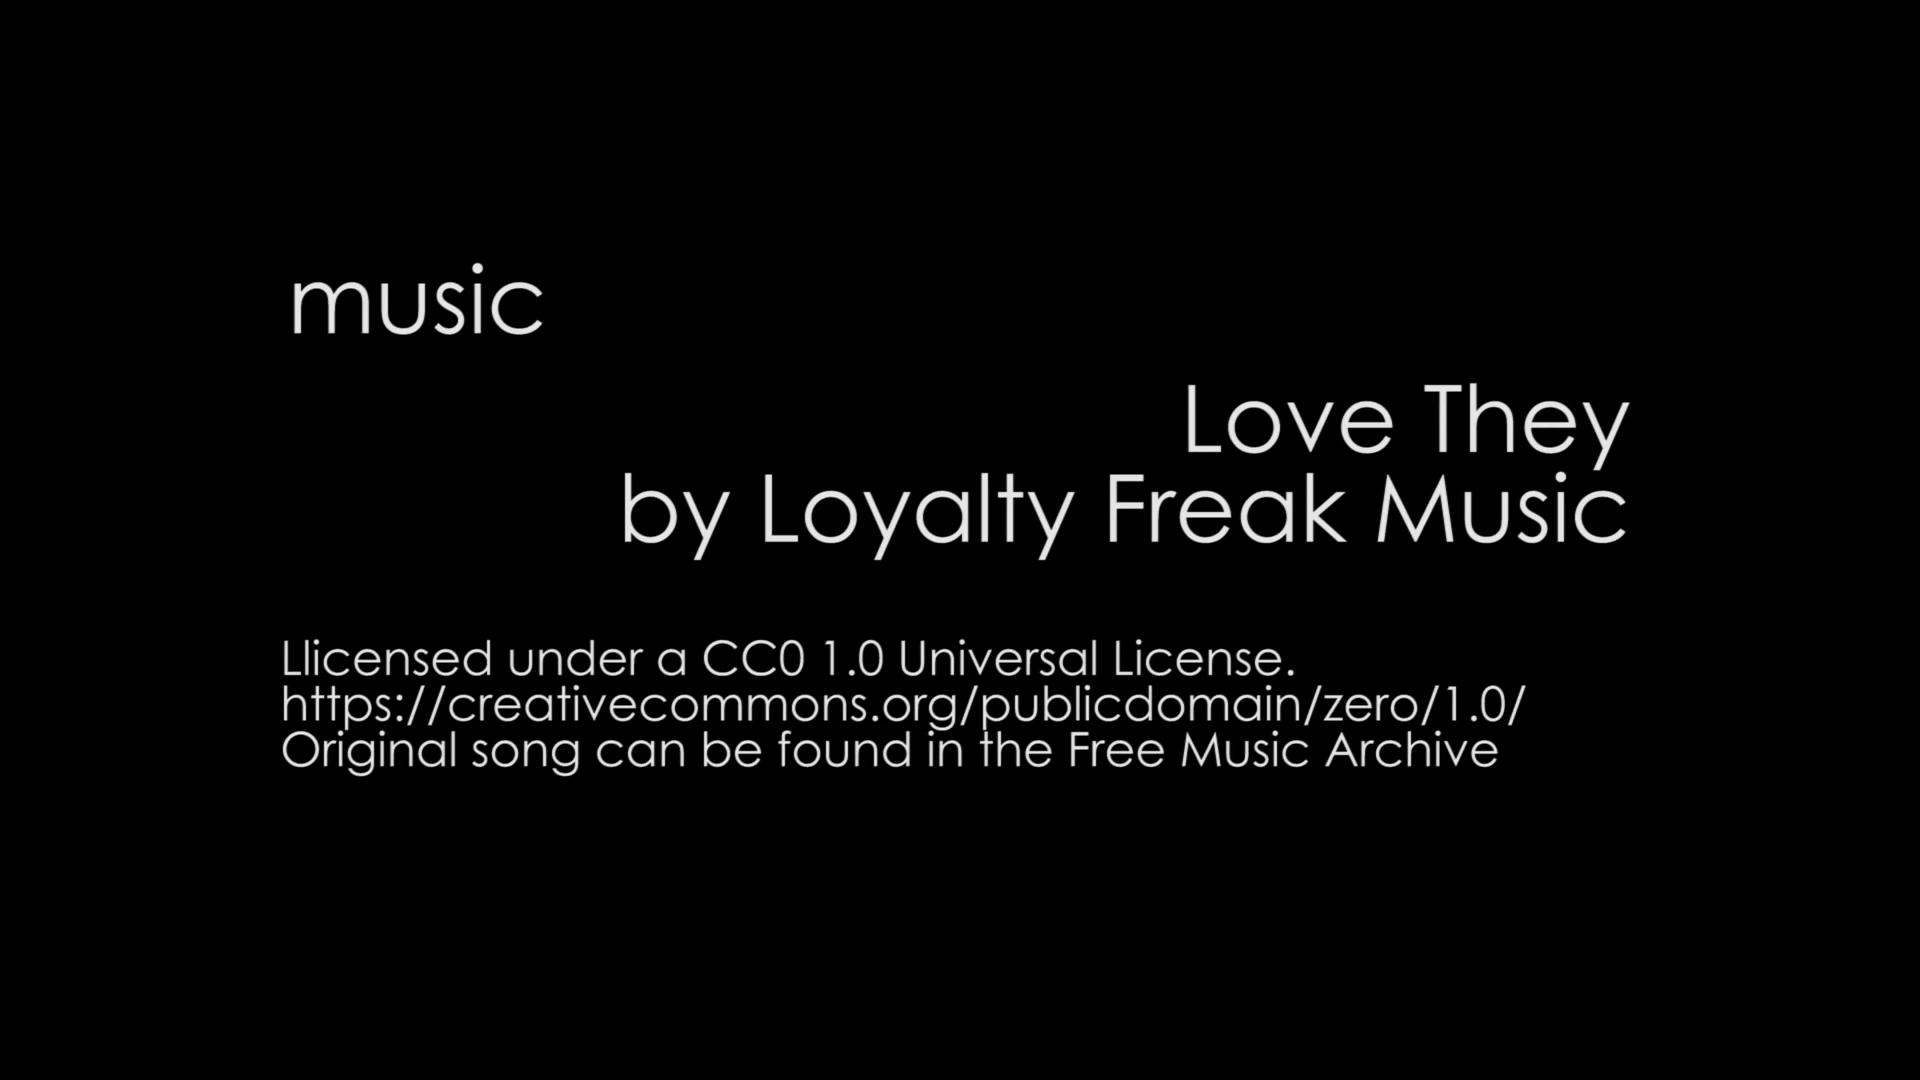 music
Love They
by Loyalty Freak Music
Llicensed under a CC0 1.0 Universal License.
https://creativecommons.org/publicdomain/zero/1.0/
Original song can be found in the Free Music Archive